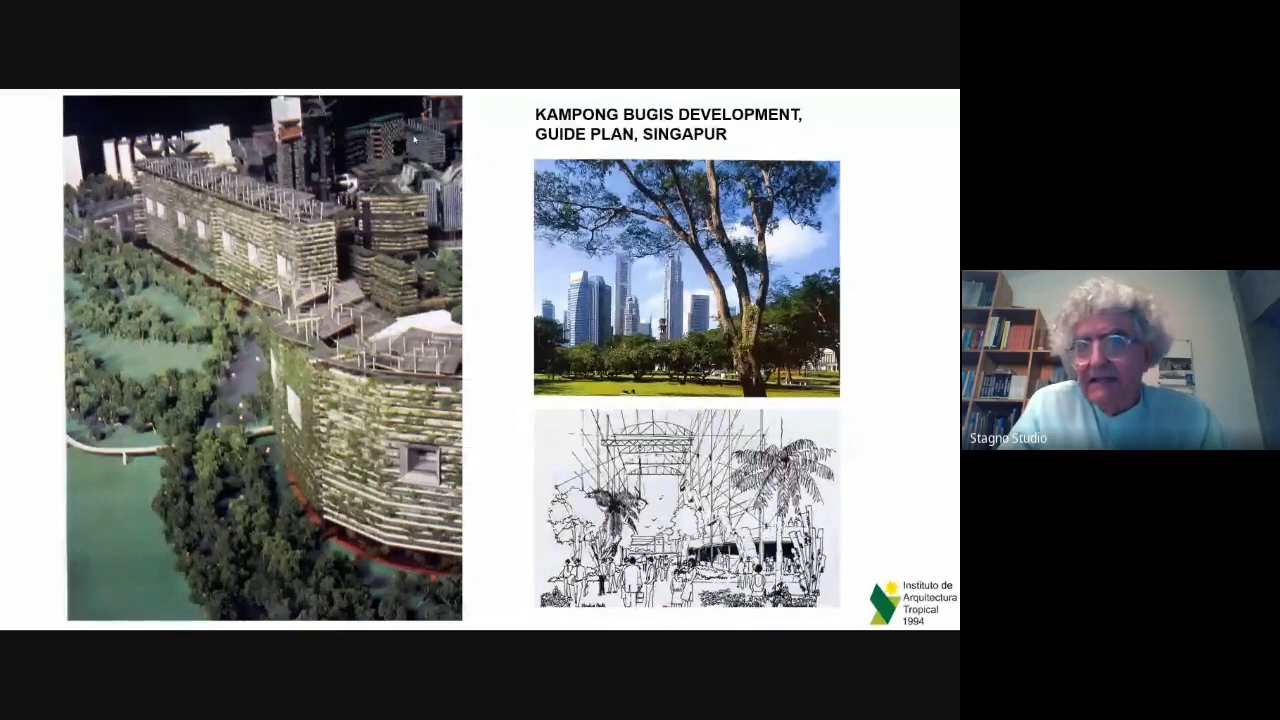 KAMPONG BUGIS DEVELOPMENT,
GUIDE PLAN, SINGAPUR
Instituto de
Arquitectura
Tropical
1994
Stagno Studio